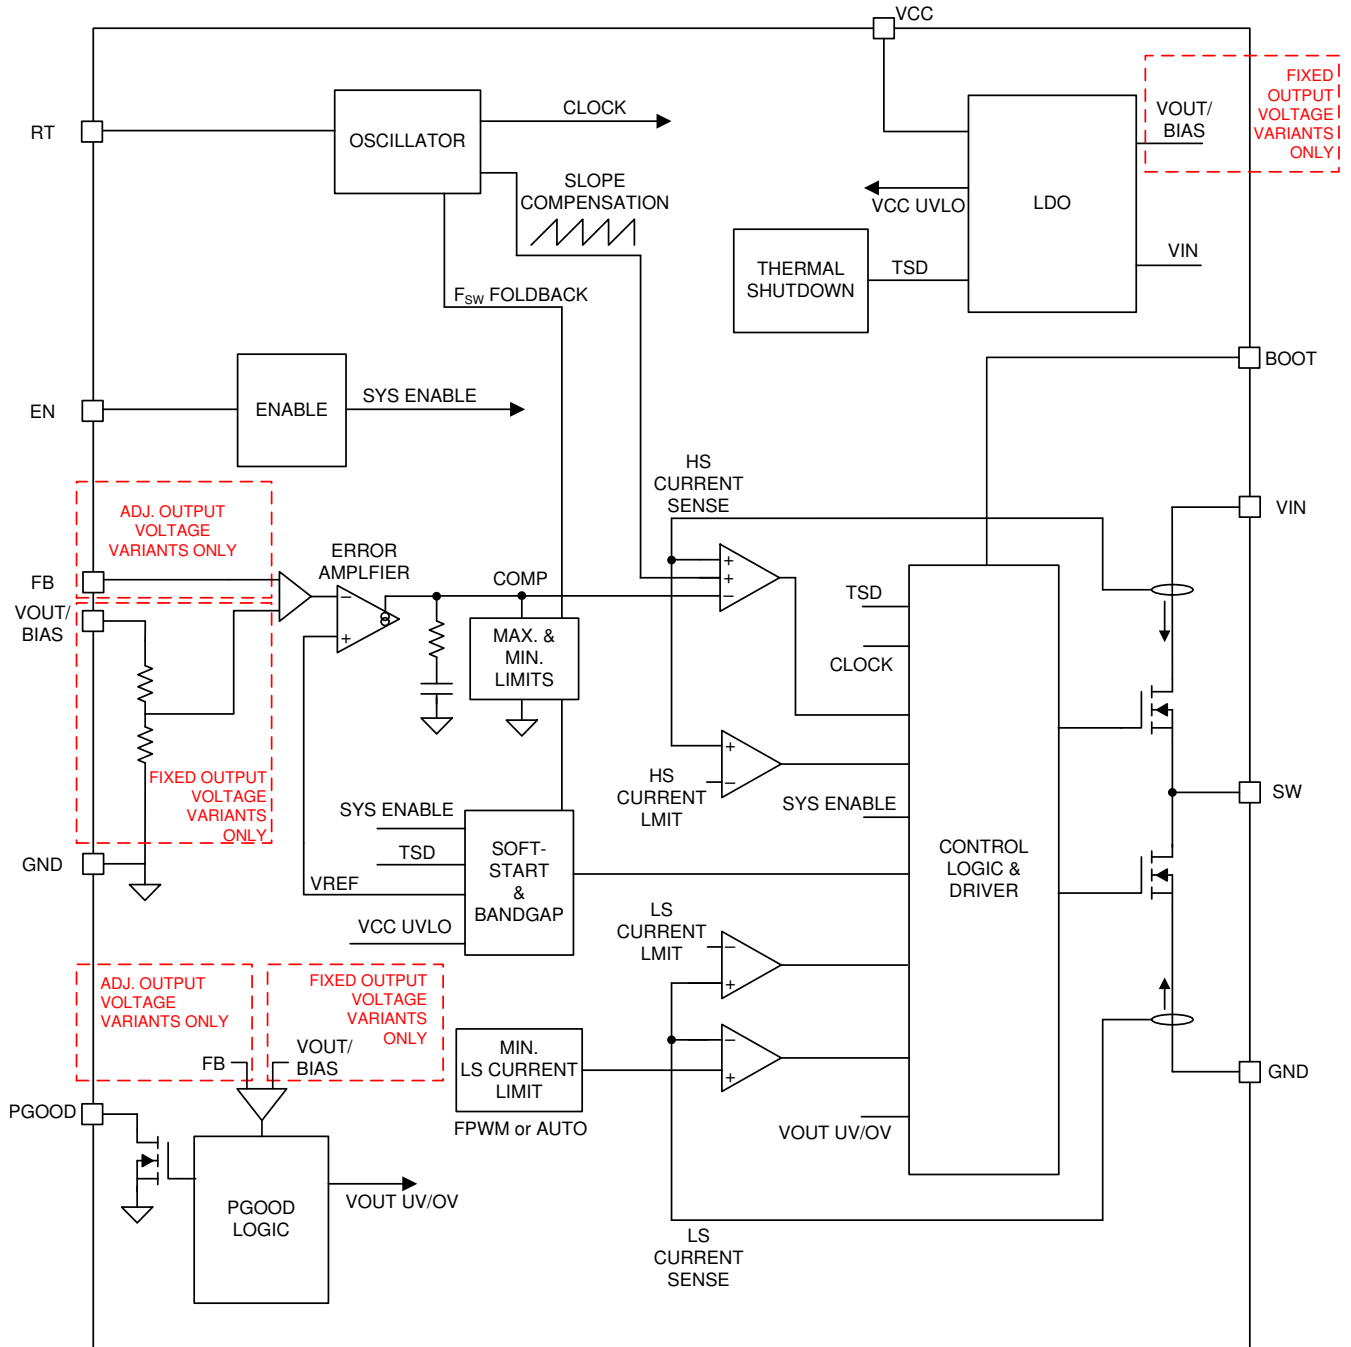 VCC
FIXED
OUTPUT
VOLTAGE
VARIANTS
ONLY
VOUT/
BIAS
RT
OSCILLATOR
CLOCK
SLOPE
COMPENSATION
LDO
VCC UVLO
VIN
THERMAL
SHUTDOWN
TSD
FSW FOLDBACK
BOOT
EN
ENABLE
SYS ENABLE
HS
CURRENT
SENSE
VIN
ADJ. OUTPUT
VOLTAGE
VARIANTS ONLY
ERROR
AMPLFIER
FB
COMP
− +
+ + −
VOUT/
BIAS
MAX. &
MIN.
LIMITS
TSD
CLOCK
FIXED OUTPUT
VOLTAGE
VARIANTS
ONLY
+ −
HS
CURRENT
LMIT
SW
SYS ENABLE
SYS ENABLE
TSD
VREF
VCC UVLO
SOFT-
START
&
BANDGAP
CONTROL
LOGIC &
DRIVER
GND
LS
CURRENT
LMIT
− +
ADJ. OUTPUT
VOLTAGE
VARIANTS ONLY
FIXED OUTPUT
VOLTAGE
VARIANTS
ONLY
FB
VOUT/
BIAS
MIN.
LS CURRENT
LIMIT
− +
FPWM or AUTO
GND
PGOOD
VOUT UV/OV
PGOOD
LOGIC
VOUT UV/OV
LS
CURRENT
SENSE